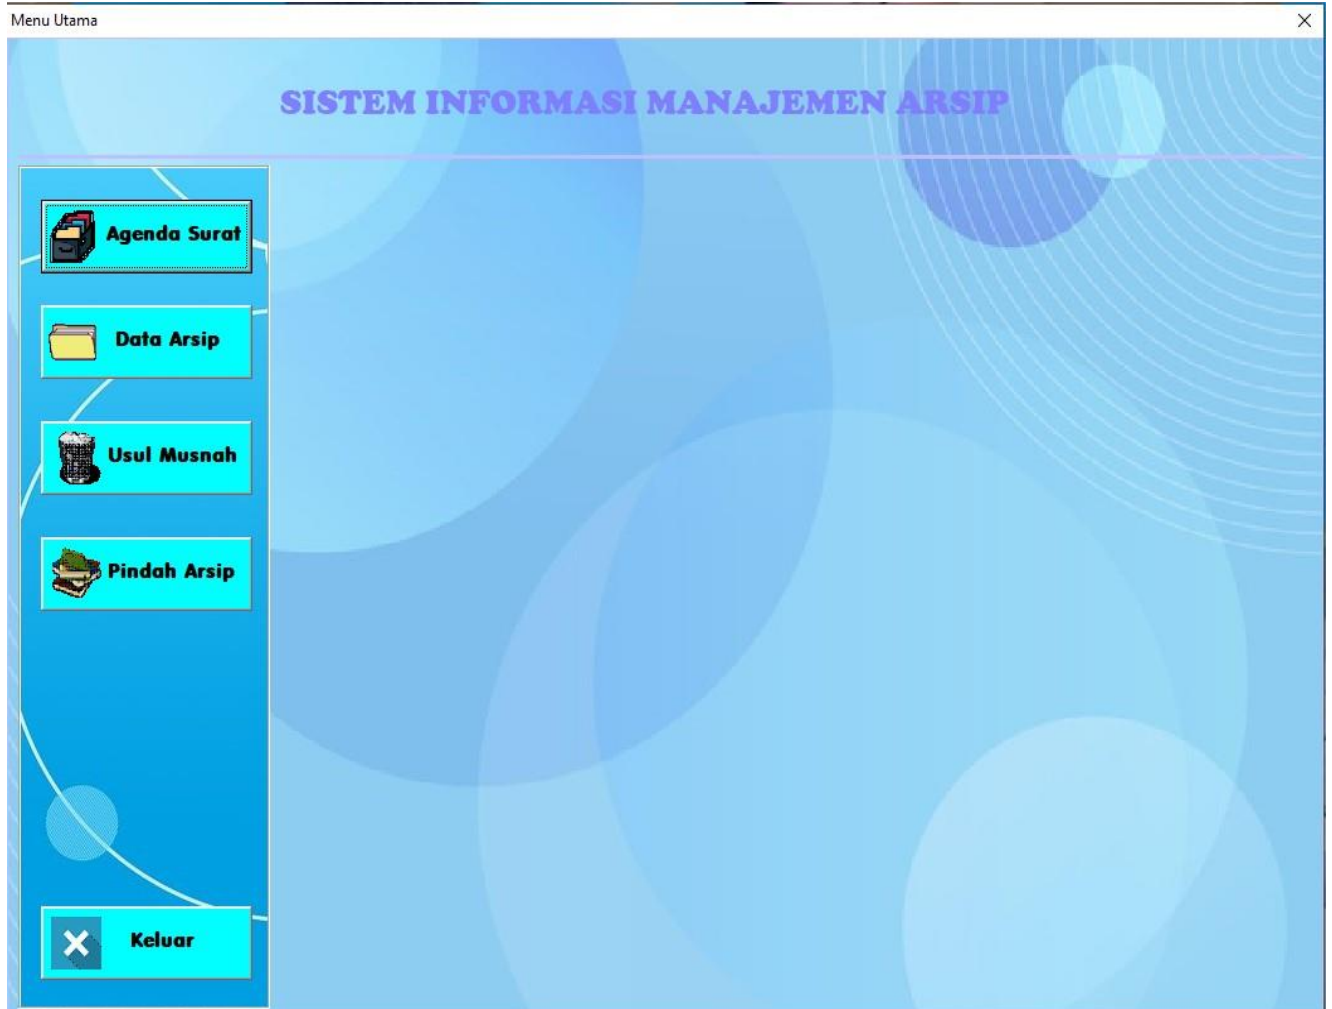 Menu Utama
SISTEM INFORMASI MANAJEMEN ARSIP
Agenda Surat
Data Arsip
Usul Musnah
Pindah Arsip
Keluar